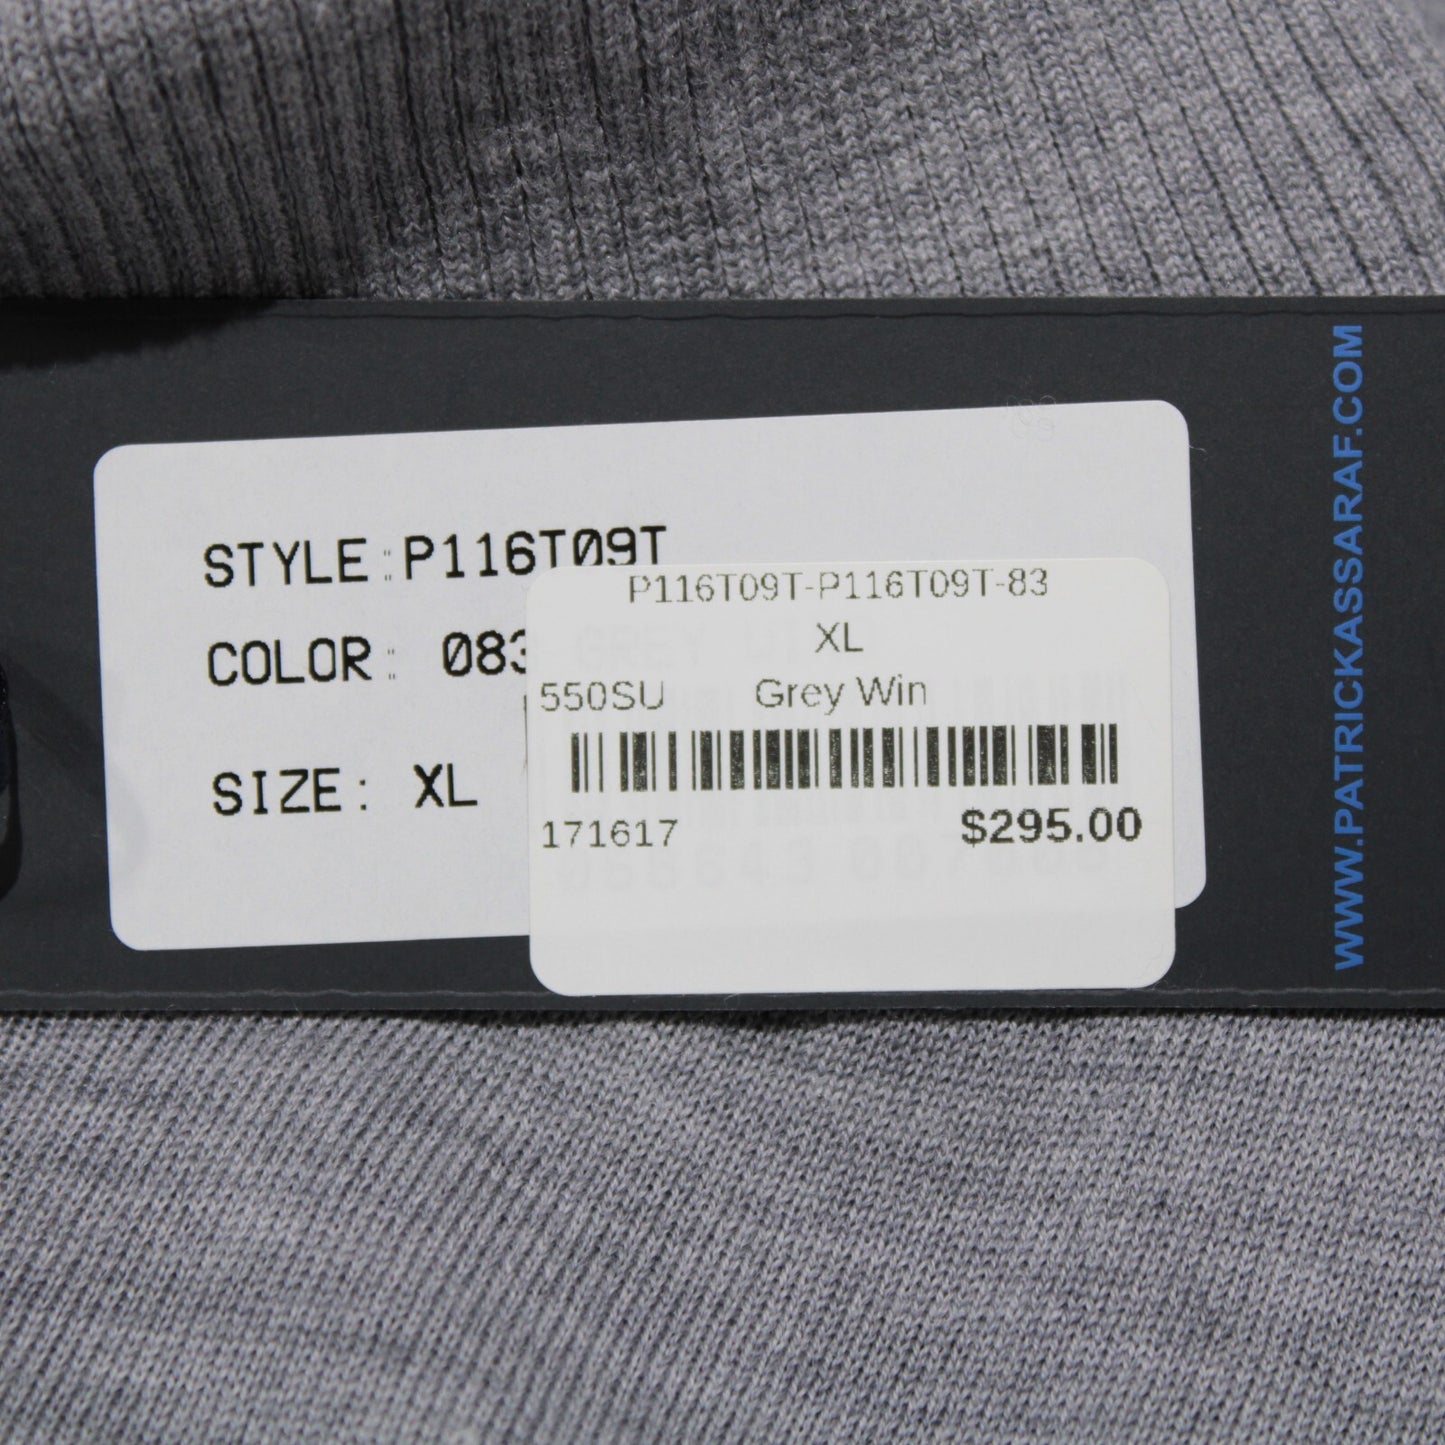 STYLE:P116T09T
COLOR: 083
SIZE: XL
P116T09T-P116T09T-83
XL
550SU Grey Win
171617 $295.00
WWW.PATRICKASSARAF.COM